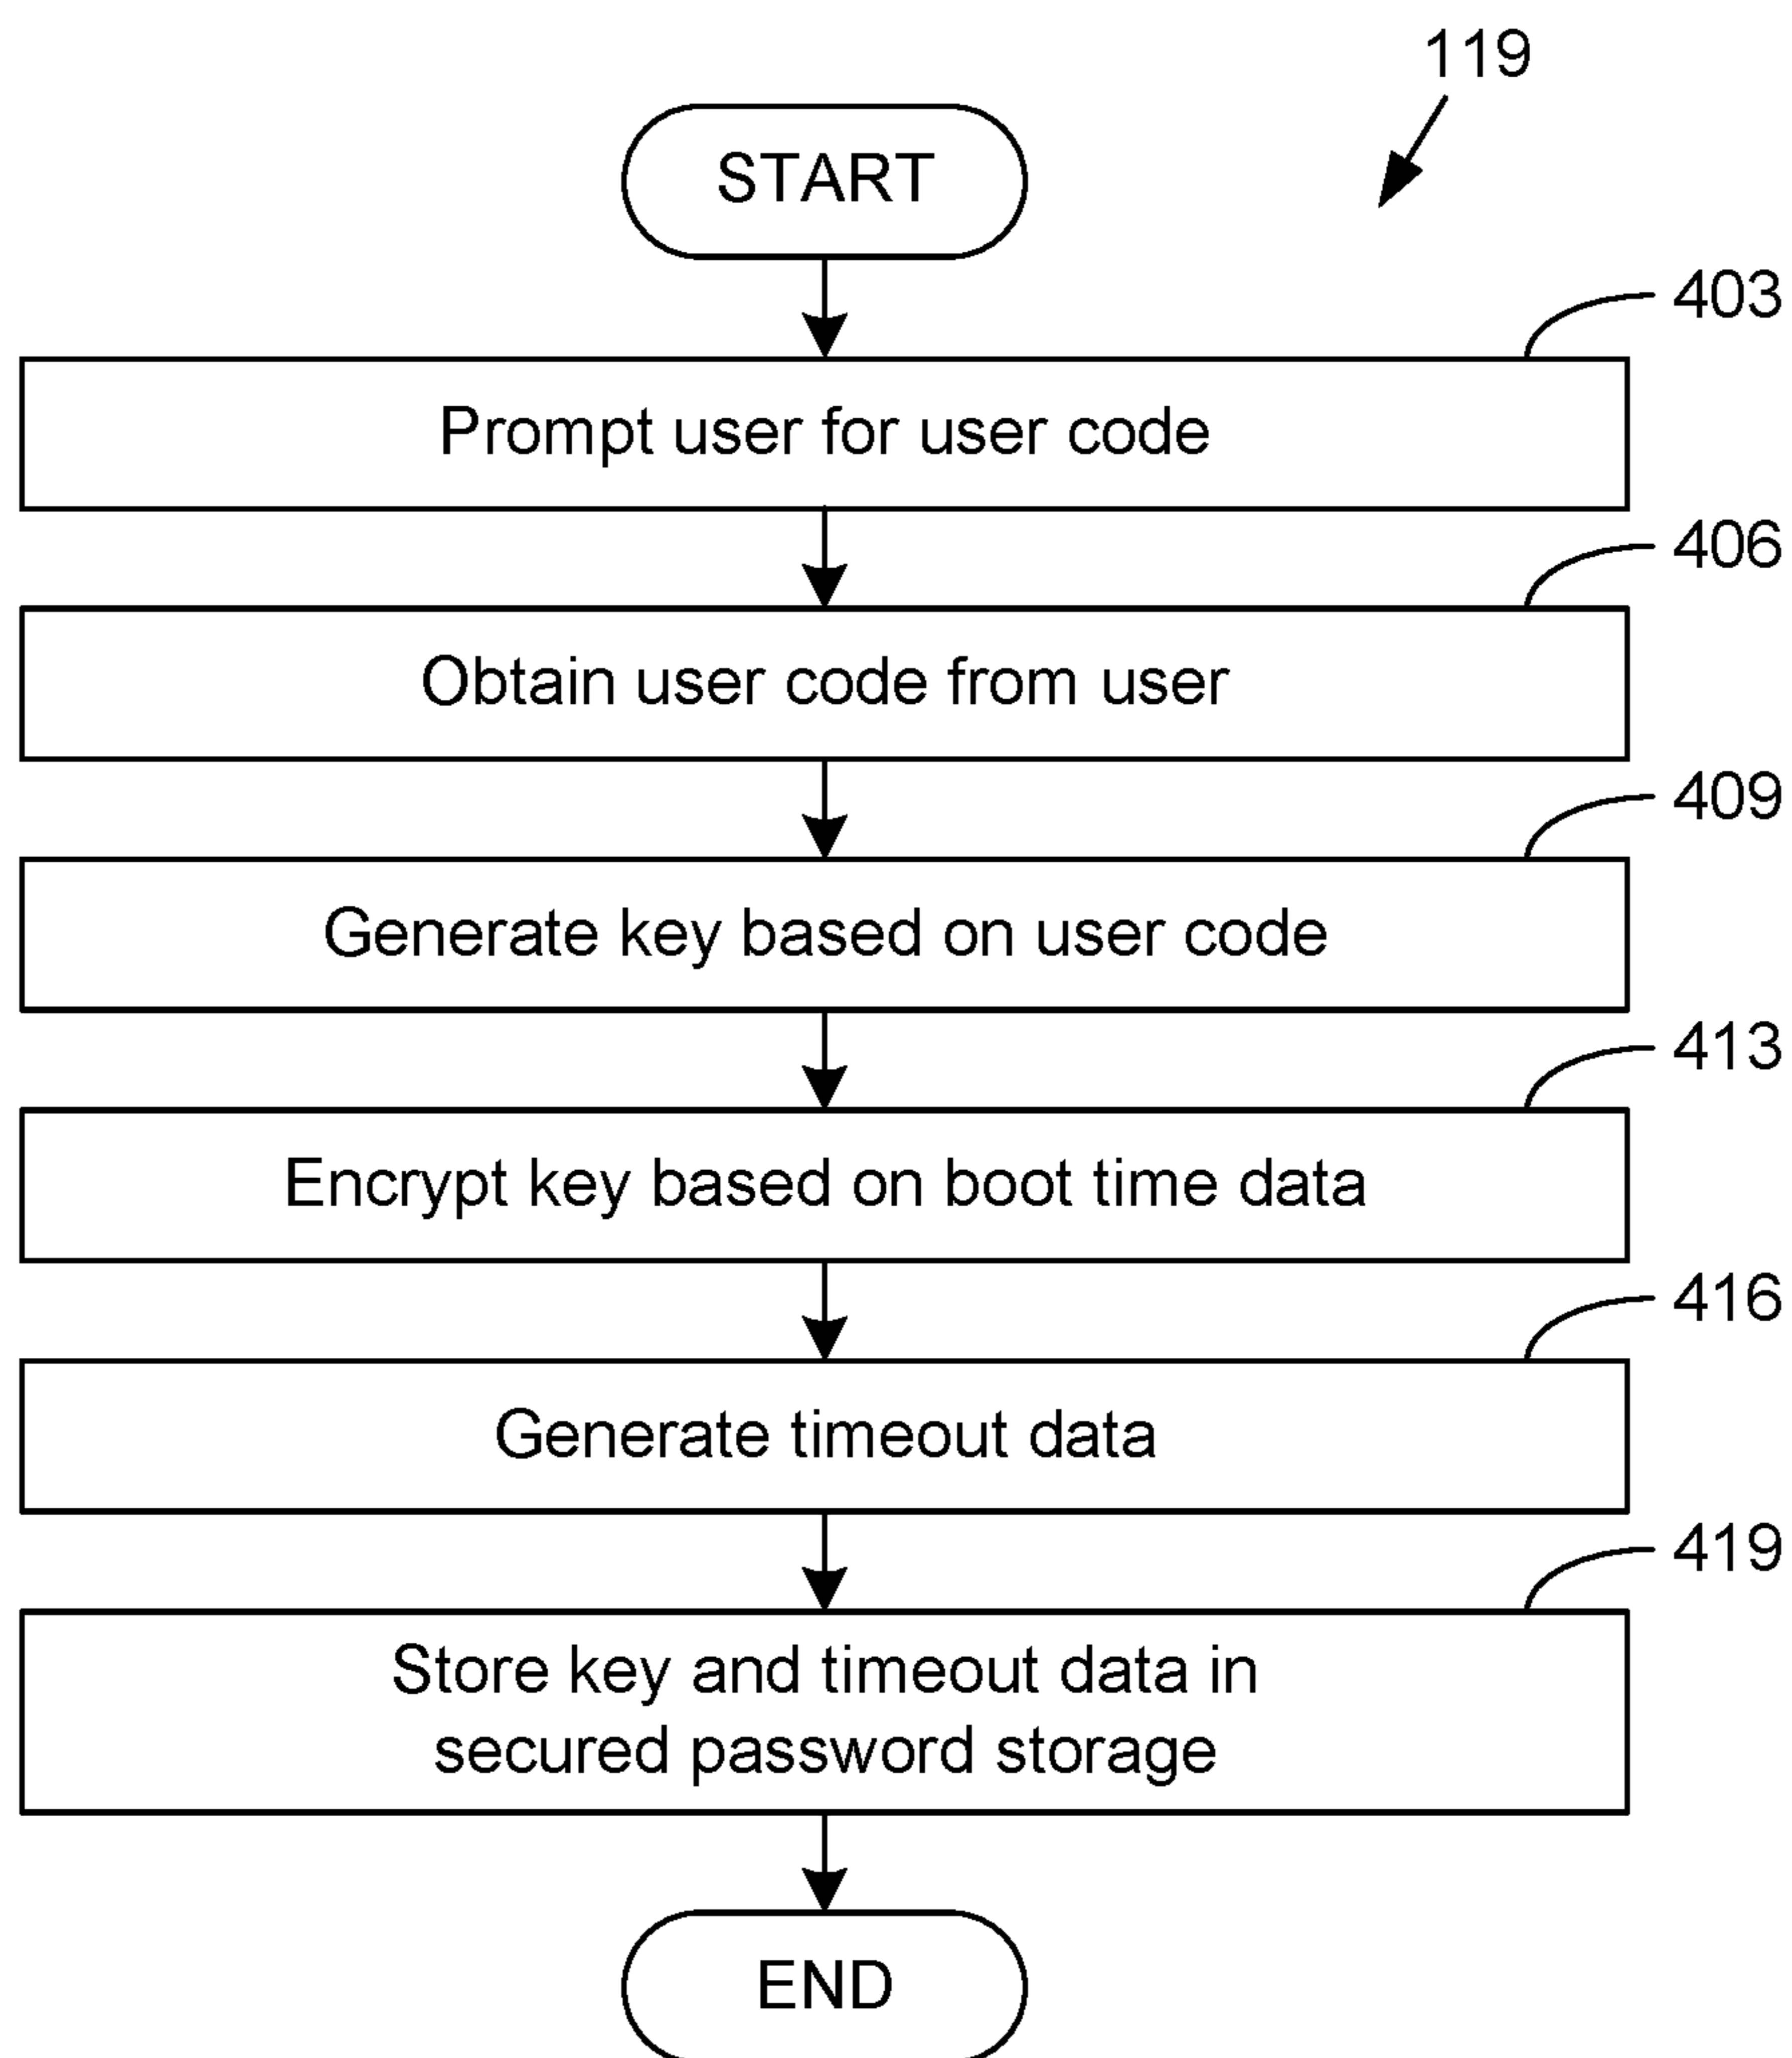 119
START
403
Prompt user for user code
406
Obtain user code from user
409
Generate key based on user code
413
Encrypt key based on boot time data
416
Generate timeout data
419
Store key and timeout data in
secured password storage
END